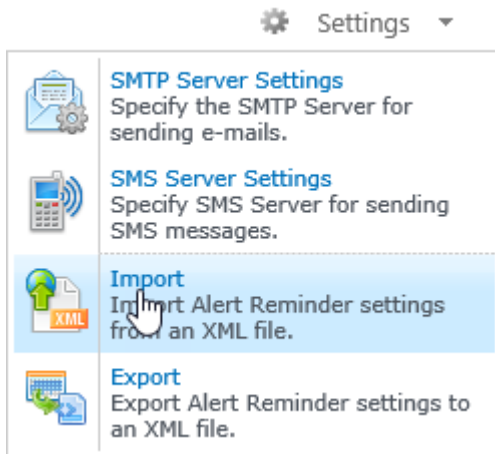 Settings
SMTP Server Settings
Specify the SMTP Server for
sending e-mails.
SMS Server Settings
Specify SMS Server for sending
SMS messages.
Import
Import Alert Reminder settings
from an XML file.
XML
Export
Export Alert Reminder settings to
an XML file.